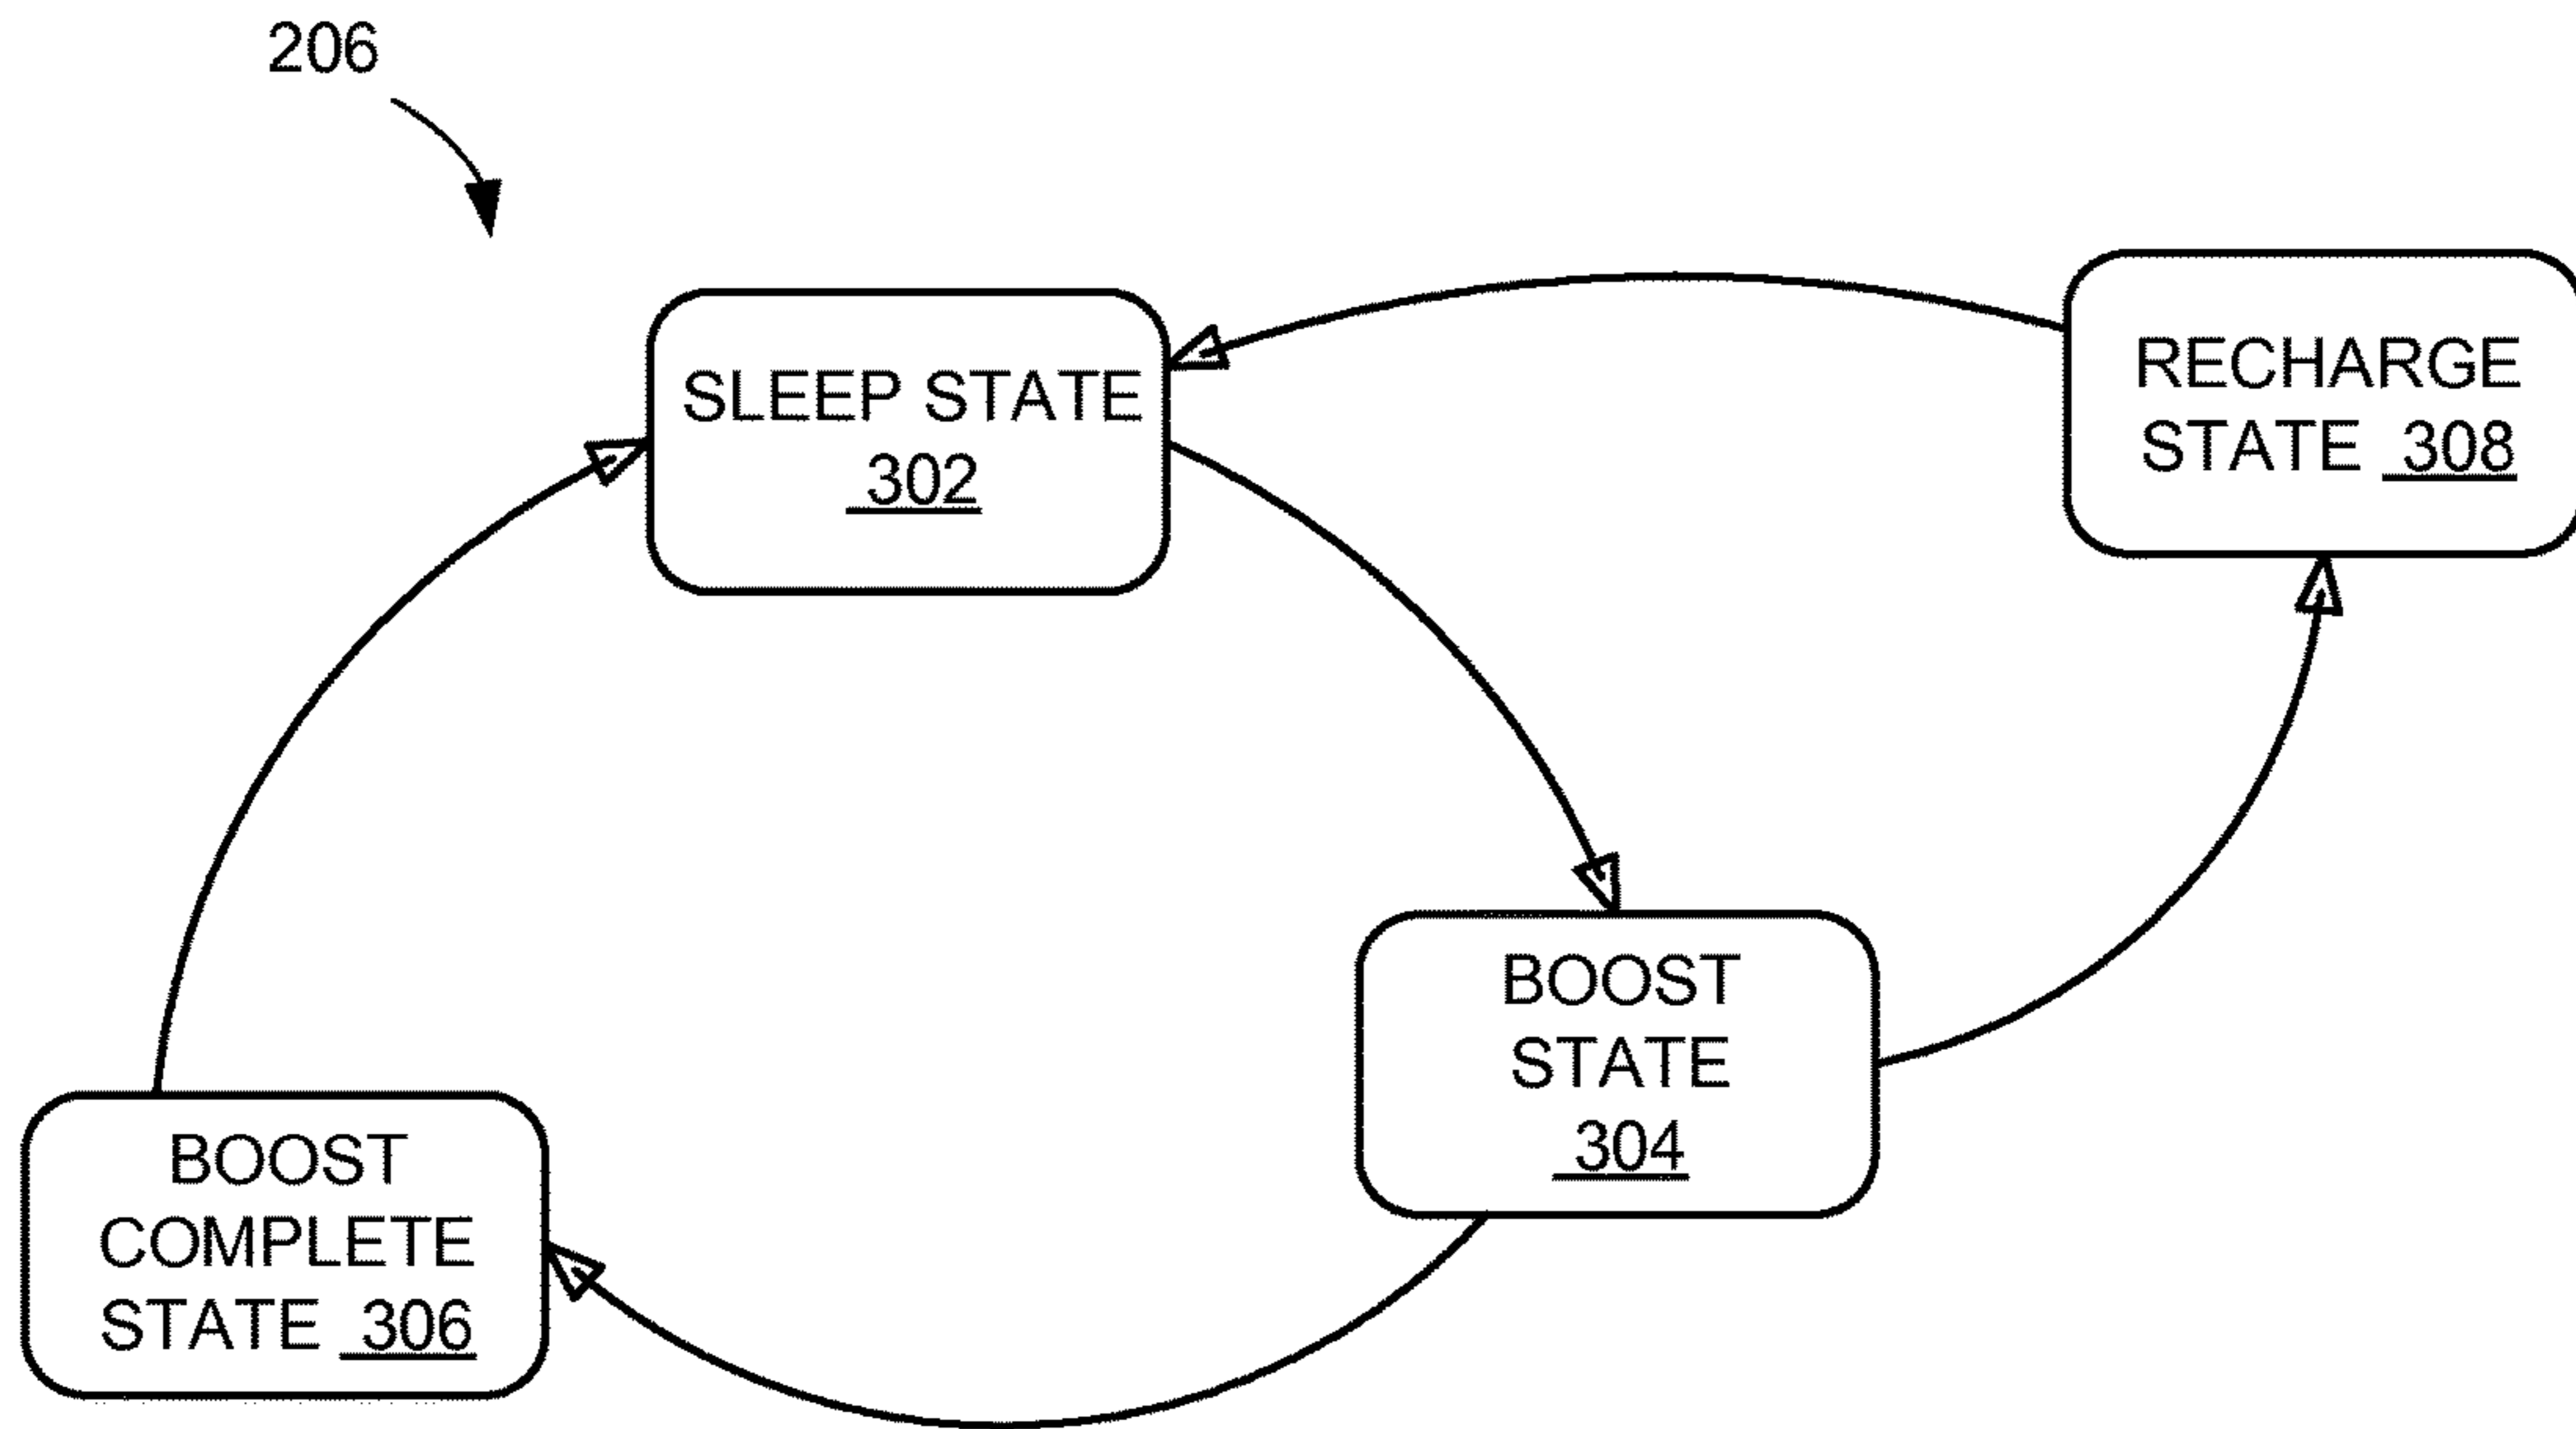 206
SLEEP STATE
302
RECHARGE
STATE 308
BOOST
STATE
304
BOOST
COMPLETE
STATE 306